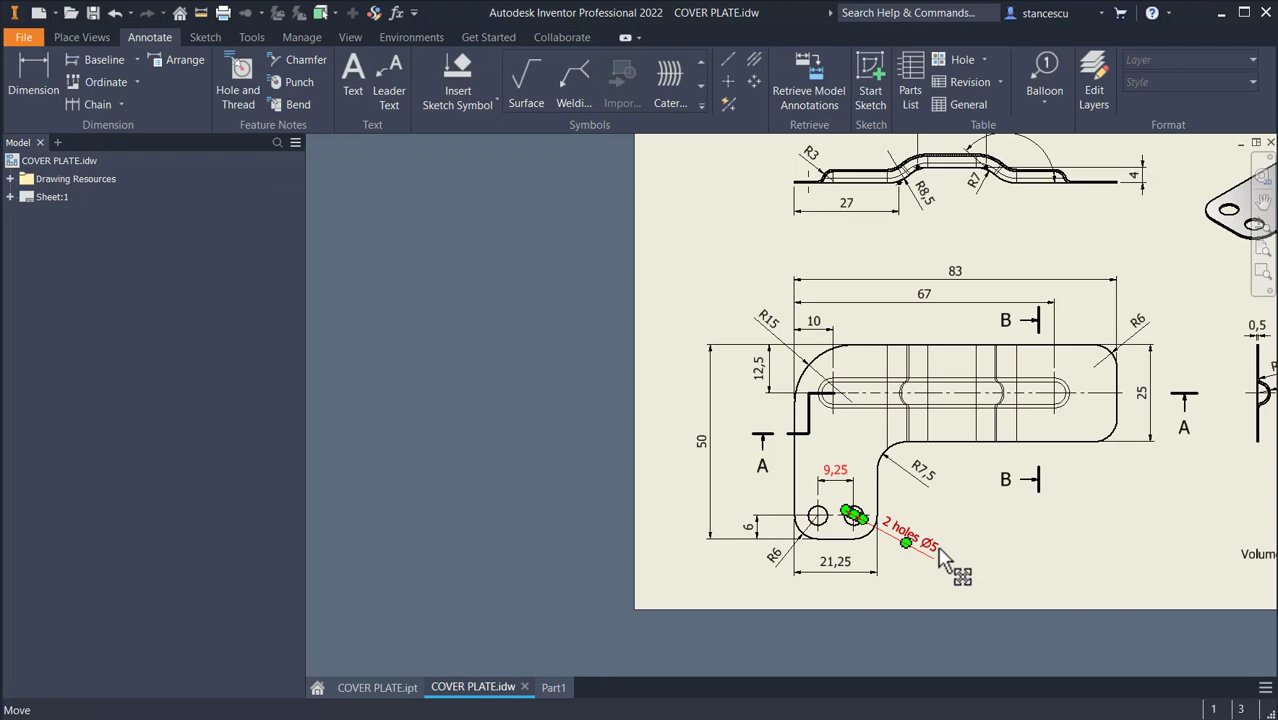 Autodesk Inventor Professional 2022 COVER PLATE.idw
Search Help & Commands...
stancescu
File Place Views Annotate Sketch Tools Manage View Environments Get Started Collaborate
Dimension
Baseline
Ordinate
Chain
Arrange
Dimension
Hole and Thread
Chamfer
Punch
Bend
Feature Notes
Text
Leader Text
Text
Insert Sketch Symbol
Surface
Weldi...
Impor...
Cater...
Symbols
Retrieve Model Annotations
Retrieve
Start Sketch
Sketch
Parts List
Hole
Revision
General
Table
Balloon
Edit Layers
Layer
Style
Format
Model
COVER PLATE.idw
Drawing Resources
Sheet:1
R3
27
R8,5
R7
4
83
67
10
R15
12,5
50
B
R6
0,5
25
A
A
9,25
R7,5
B
6
R6
21,25
2 holes Ø5
Volum
COVER PLATE.ipt COVER PLATE.idw Part1
Move
1 3